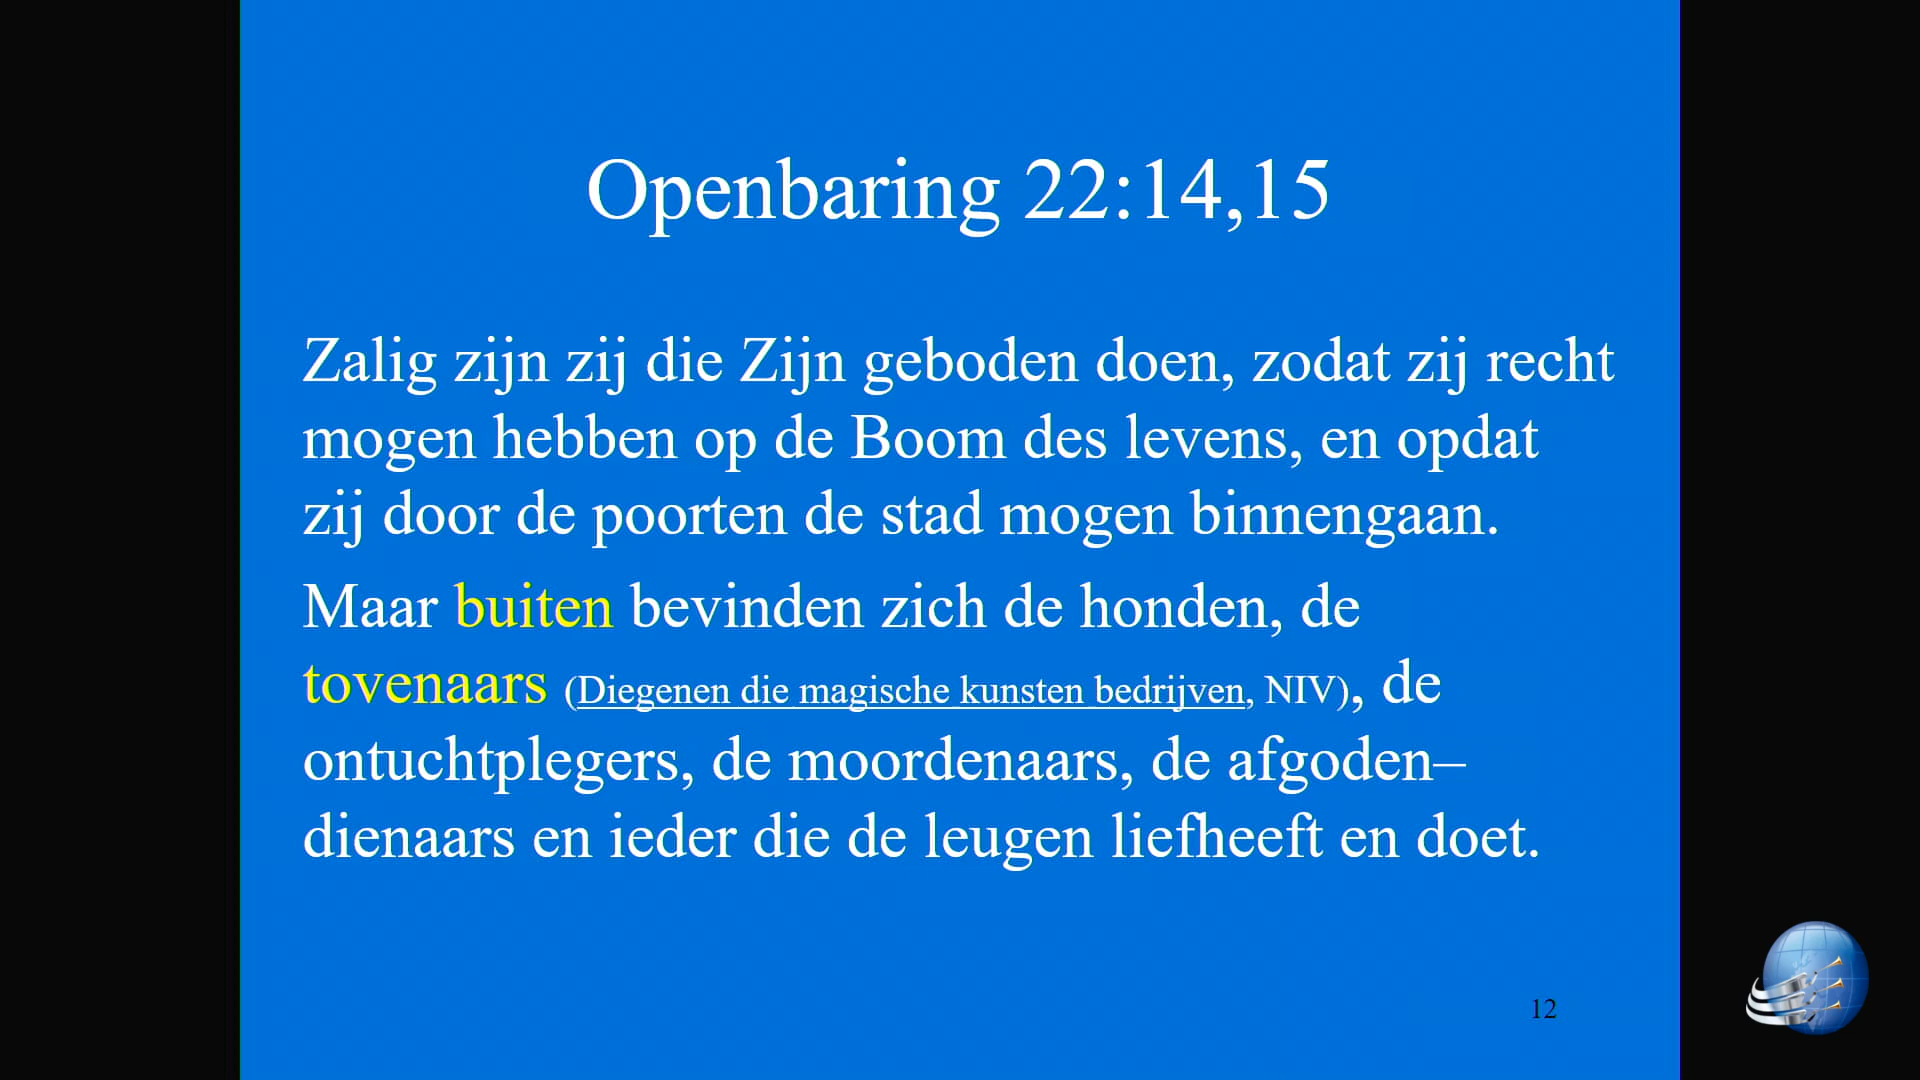 Openbaring 22:14,15
Zalig zijn zij die Zijn geboden doen, zodat zij recht
mogen hebben op de Boom des levens, en opdat
zij door de poorten de stad mogen binnengaan.
Maar buiten bevinden zich de honden, de
tovenaars (Diegenen die magische kunsten bedrijven, NIV), de
ontuchtplegers, de moordenaars, de afgoden–
dienaars en ieder die de leugen liefheeft en doet.
12